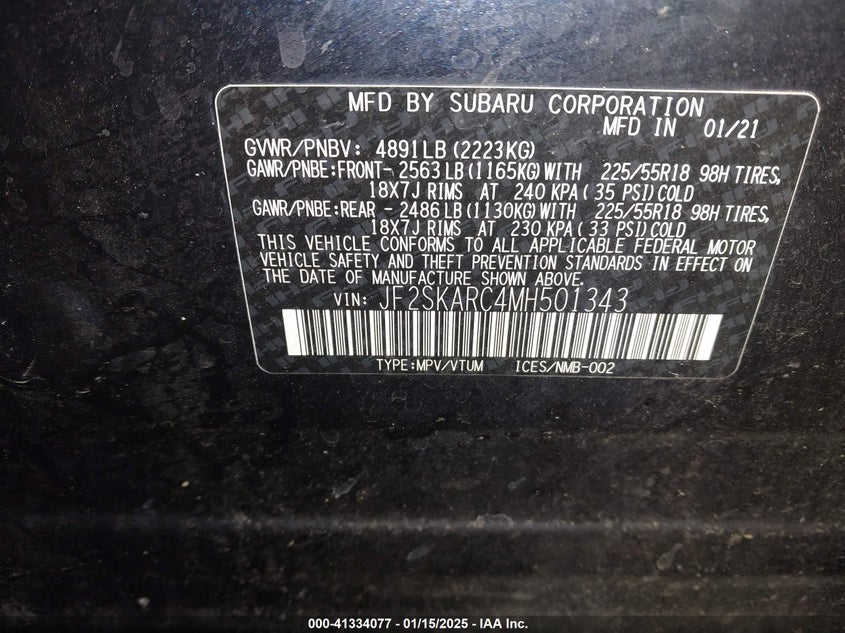 MFD BY SUBARU CORPORATION
MFD IN 01/21
GVWR/PNBV: 4891LB(2223KG)
GAWR/PNBE:FRONT-2563LB(1165KG)WITH 225/55R18 98H TIRES,
18X7J RIMS AT 240 KPA(35 PSI)COLD
GAWR/PNBE:REAR -2486LB(1130KG)WITH 225/55R18 98H TIRES,
18X7J RIMS AT 230 KPA(33 PSI)COLD
THIS VEHICLE CONFORMS TO ALL APPLICABLE FEDERAL MOTOR
VEHICLE SAFETY AND THEFT PREVENTION STANDARDS IN EFFECT ON
THE DATE OF MANUFACTURE SHOWN ABOVE.
VIN: JF2SKARC4MH501343
TYPE:MPV/VTUM ICES/NMB-002
000-41334077 - 01/15/2025 - IAA Inc.